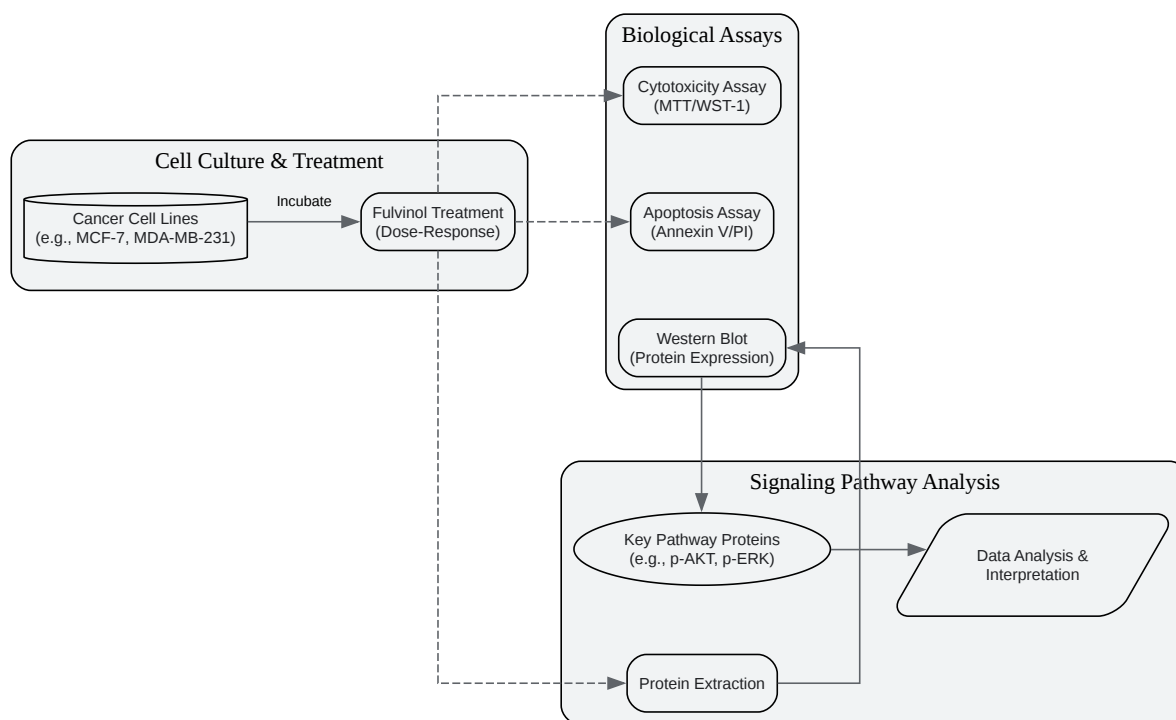 Biological Assays
Cytotoxicity Assay
(MTT/WST-1)
Cell Culture & Treatment
Cancer Cell Lines
(e.g., MCF-7, MDA-MB-231)
Incubate
Fulvinol Treatment
(Dose-Response)
Apoptosis Assay
(Annexin V/PI)
Western Blot
(Protein Expression)
Signaling Pathway Analysis
Key Pathway Proteins
(e.g., p-AKT, p-ERK)
Data Analysis &
Interpretation
Protein Extraction